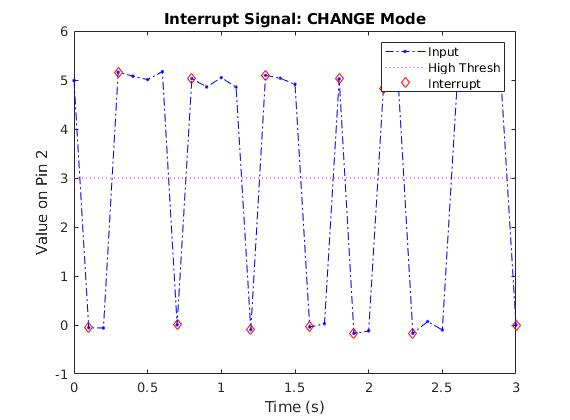 Interrupt Signal: CHANGE Mode
6
5
4
3
2
1
0
-1
Value on Pin 2
Input
High Thresh
Interrupt
0 0.5 1 1.5 2 2.5 3
Time (s)